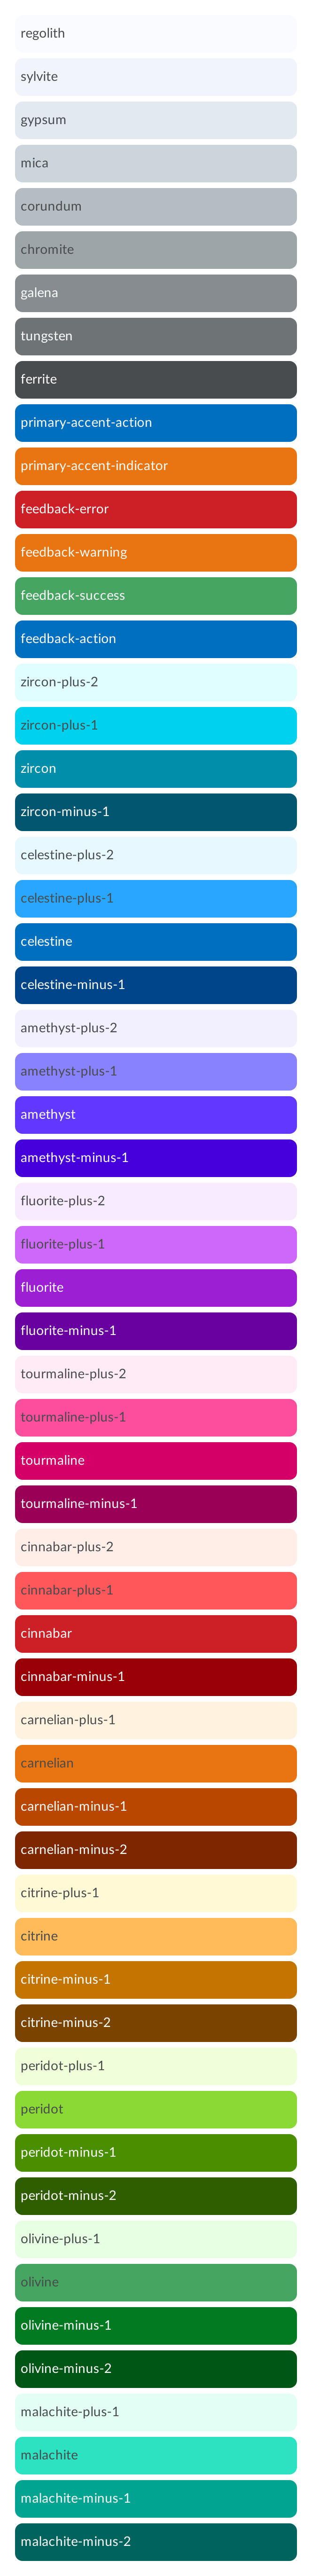 regolith
sylvite
gypsum
mica
corundum
chromite
galena
tungsten
ferrite
primary-accent-action
primary-accent-indicator
feedback-error
feedback-warning
feedback-success
feedback-action
zircon-plus-2
zircon-plus-1
zircon
zircon-minus-1
celestine-plus-2
celestine-plus-1
celestine
celestine-minus-1
amethyst-plus-2
amethyst-plus-1
amethyst
amethyst-minus-1
fluorite-plus-2
fluorite-plus-1
fluorite
fluorite-minus-1
tourmaline-plus-2
tourmaline-plus-1
tourmaline
tourmaline-minus-1
cinnabar-plus-2
cinnabar-plus-1
cinnabar
cinnabar-minus-1
carnelian-plus-1
carnelian
carnelian-minus-1
carnelian-minus-2
citrine-plus-1
citrine
citrine-minus-1
citrine-minus-2
peridot-plus-1
peridot
peridot-minus-1
peridot-minus-2
olivine-plus-1
olivine
olivine-minus-1
olivine-minus-2
malachite-plus-1
malachite
malachite-minus-1
malachite-minus-2